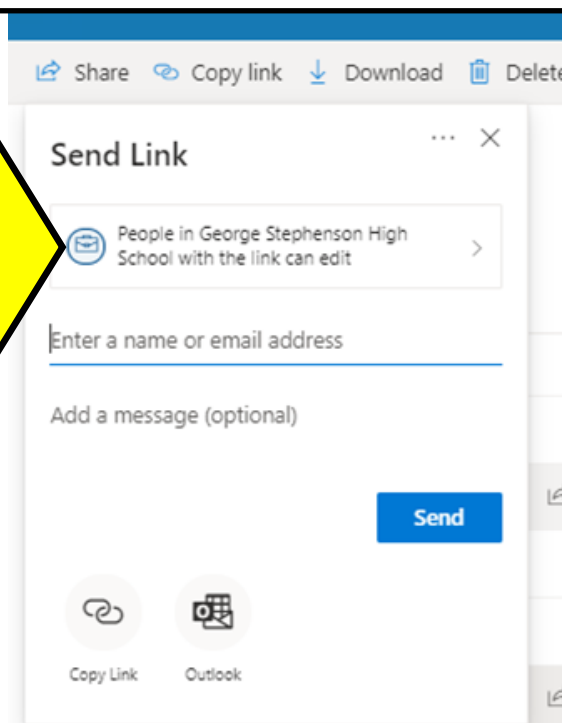 Share Copy link Download Delete
Send Link
People in George Stephenson High
School with the link can edit
Enter a name or email address
Add a message (optional)
Send
Copy Link Outlook